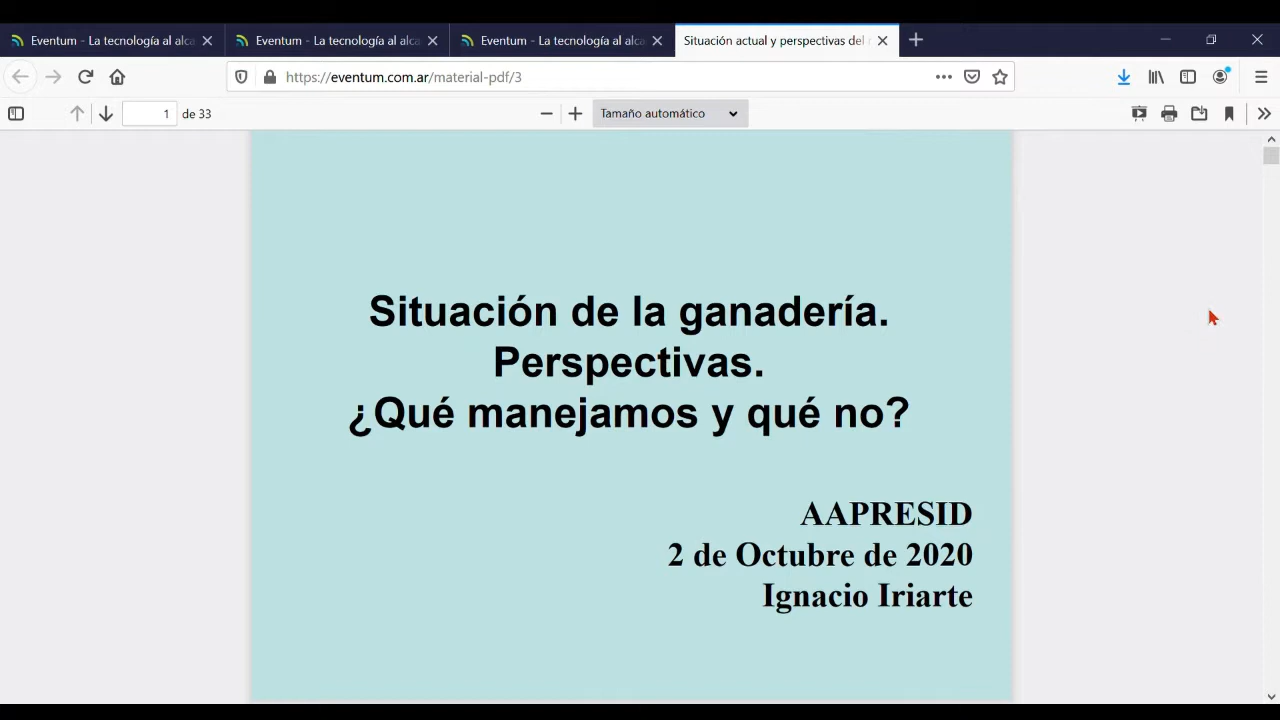 Eventum - La tecnología al alca
Eventum - La tecnología al alca
Eventum - La tecnología al alca
Situación actual y perspectivas del
https://eventum.com.ar/material-pdf/3
1 de 33
Tamaño automático
Situación de la ganadería.
Perspectivas.
¿Qué manejamos y qué no?
AAPRESID
2 de Octubre de 2020
Ignacio Iriarte